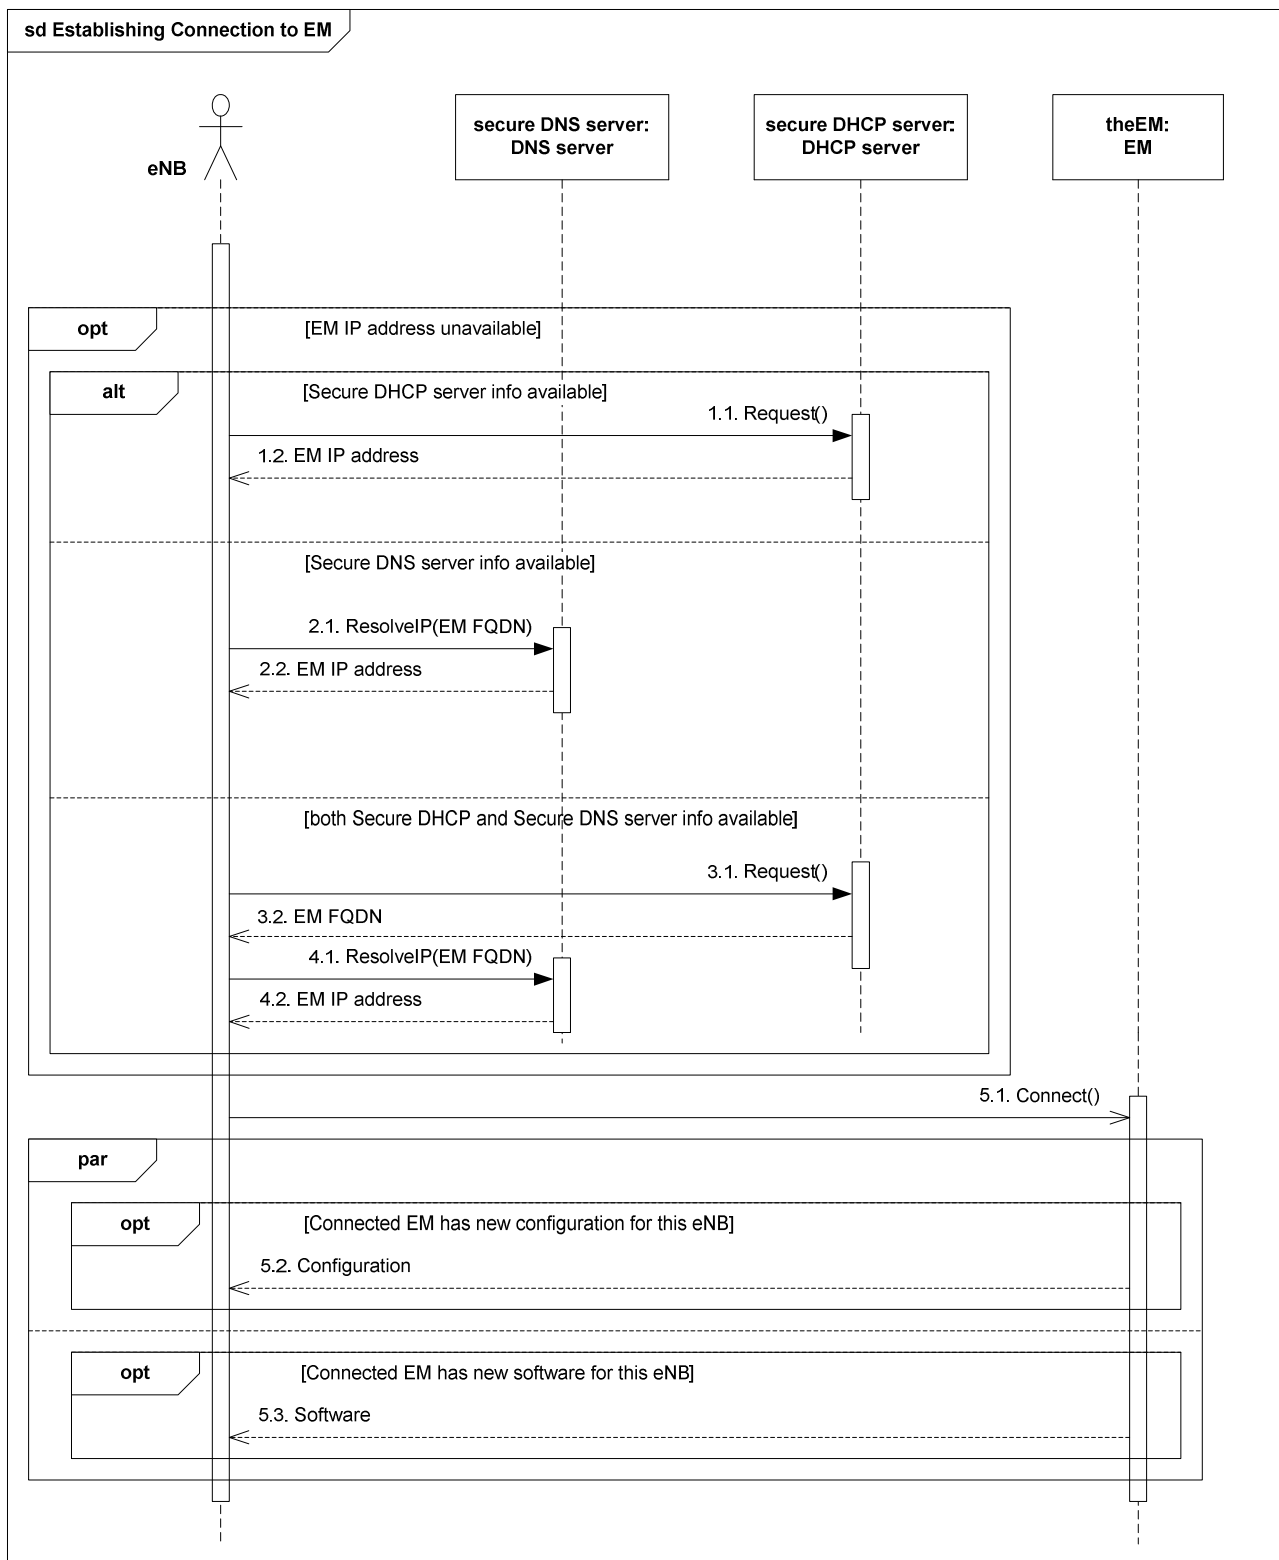 sd Establishing Connection to EM
eNB
secure DNS server:
DNS server
secure DHCP server:
DHCP server
theEM:
EM
opt
[EM IP address unavailable]
alt
[Secure DHCP server info available]
1.1. Request()
1.2. EM IP address
[Secure DNS server info available]
2.1. ResolveIP(EM FQDN)
2.2. EM IP address
[both Secure DHCP and Secure DNS server info available]
3.1. Request()
3.2. EM FQDN
4.1. ResolveIP(EM FQDN)
4.2. EM IP address
5.1. Connect()
par
opt
[Connected EM has new configuration for this eNB]
5.2. Configuration
opt
[Connected EM has new software for this eNB]
5.3. Software